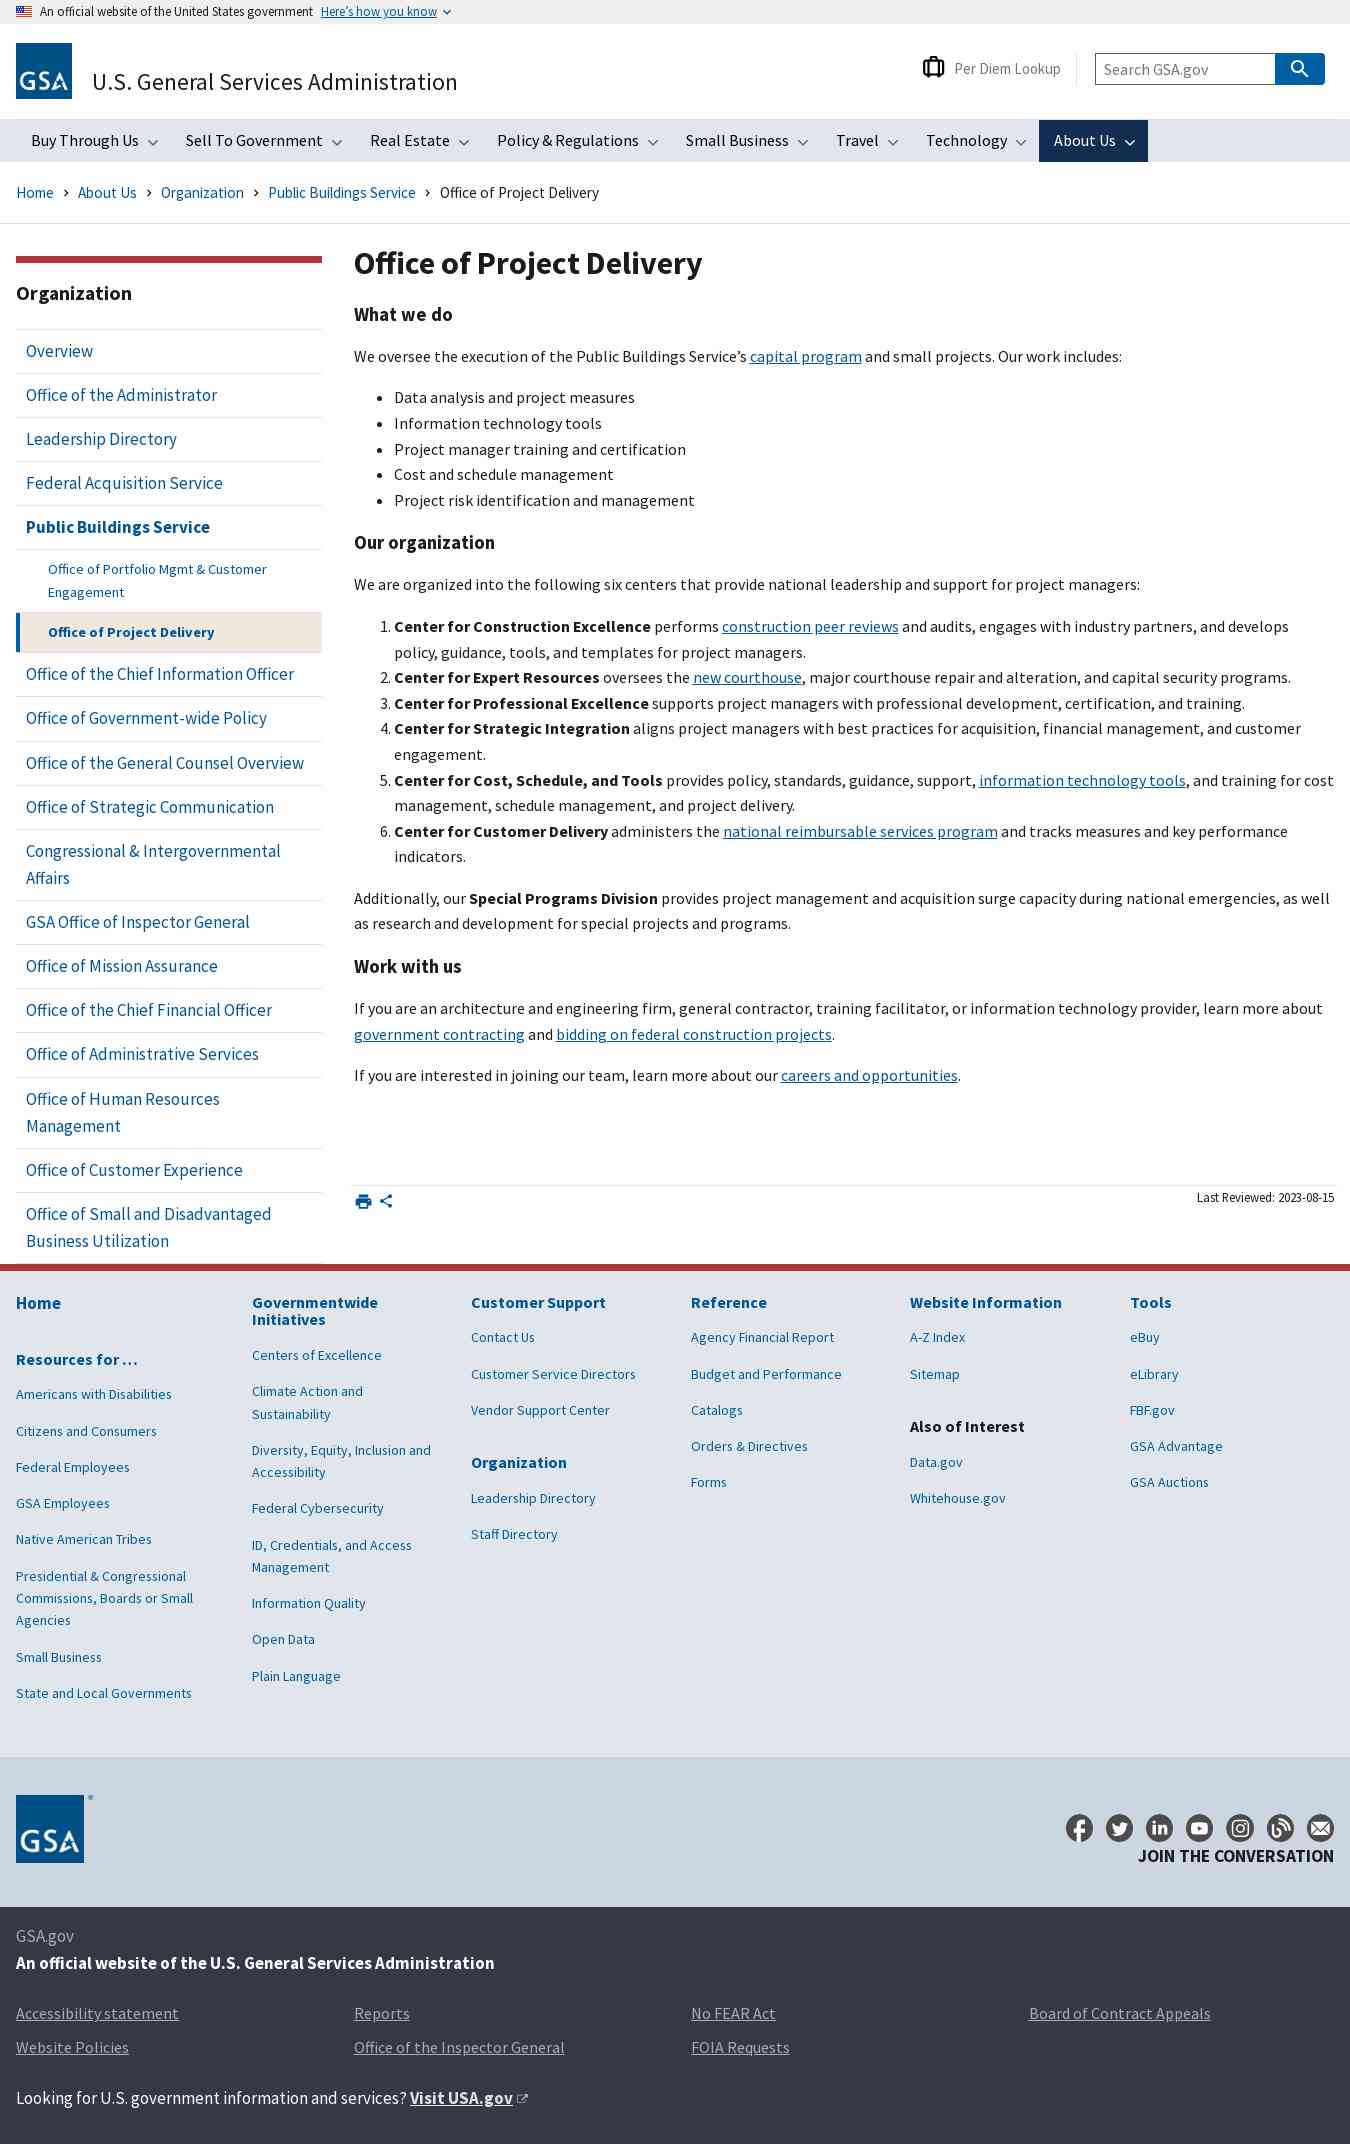 An official website of the United States government Here's how you know
GSA
U.S. General Services Administration
Per Diem Lookup
Search GSA.gov
Buy Through Us Sell To Government Real Estate Policy & Regulations Small Business Travel Technology About Us
Home About Us Organization Public Buildings Service Office of Project Delivery
Organization
Overview
Office of the Administrator
Leadership Directory
Federal Acquisition Service
Public Buildings Service
Office of Portfolio Mgmt & Customer
Engagement
Office of Project Delivery
Office of the Chief Information Officer
Office of Government-wide Policy
Office of the General Counsel Overview
Office of Strategic Communication
Congressional & Intergovernmental
Affairs
GSA Office of Inspector General
Office of Mission Assurance
Office of the Chief Financial Officer
Office of Administrative Services
Office of Human Resources
Management
Office of Customer Experience
Office of Small and Disadvantaged
Business Utilization
Office of Project Delivery
What we do
We oversee the execution of the Public Buildings Service’s capital program and small projects. Our work includes:
• Data analysis and project measures
• Information technology tools
• Project manager training and certification
• Cost and schedule management
• Project risk identification and management
Our organization
We are organized into the following six centers that provide national leadership and support for project managers:
1. Center for Construction Excellence performs construction peer reviews and audits, engages with industry partners, and develops
policy, guidance, tools, and templates for project managers.
2. Center for Expert Resources oversees the new courthouse, major courthouse repair and alteration, and capital security programs.
3. Center for Professional Excellence supports project managers with professional development, certification, and training.
4. Center for Strategic Integration aligns project managers with best practices for acquisition, financial management, and customer
engagement.
5. Center for Cost, Schedule, and Tools provides policy, standards, guidance, support, information technology tools, and training for cost
management, schedule management, and project delivery.
6. Center for Customer Delivery administers the national reimbursable services program and tracks measures and key performance
indicators.
Additionally, our Special Programs Division provides project management and acquisition surge capacity during national emergencies, as well
as research and development for special projects and programs.
Work with us
If you are an architecture and engineering firm, general contractor, training facilitator, or information technology provider, learn more about
government contracting and bidding on federal construction projects.
If you are interested in joining our team, learn more about our careers and opportunities.
Last Reviewed: 2023-08-15
Home
Resources for …
Americans with Disabilities
Citizens and Consumers
Federal Employees
GSA Employees
Native American Tribes
Presidential & Congressional
Commissions, Boards or Small
Agencies
Small Business
State and Local Governments
Governmentwide
Initiatives
Centers of Excellence
Climate Action and
Sustainability
Diversity, Equity, Inclusion and
Accessibility
Federal Cybersecurity
ID, Credentials, and Access
Management
Information Quality
Open Data
Plain Language
Customer Support
Contact Us
Customer Service Directors
Vendor Support Center
Organization
Leadership Directory
Staff Directory
Reference
Agency Financial Report
Budget and Performance
Catalogs
Orders & Directives
Forms
Website Information
A-Z Index
Sitemap
Also of Interest
Data.gov
Whitehouse.gov
Tools
eBuy
eLibrary
FBF.gov
GSA Advantage
GSA Auctions
GSA
JOIN THE CONVERSATION
GSA.gov
An official website of the U.S. General Services Administration
Accessibility statement Reports No FEAR Act Board of Contract Appeals
Website Policies Office of the Inspector General FOIA Requests
Looking for U.S. government information and services? Visit USA.gov